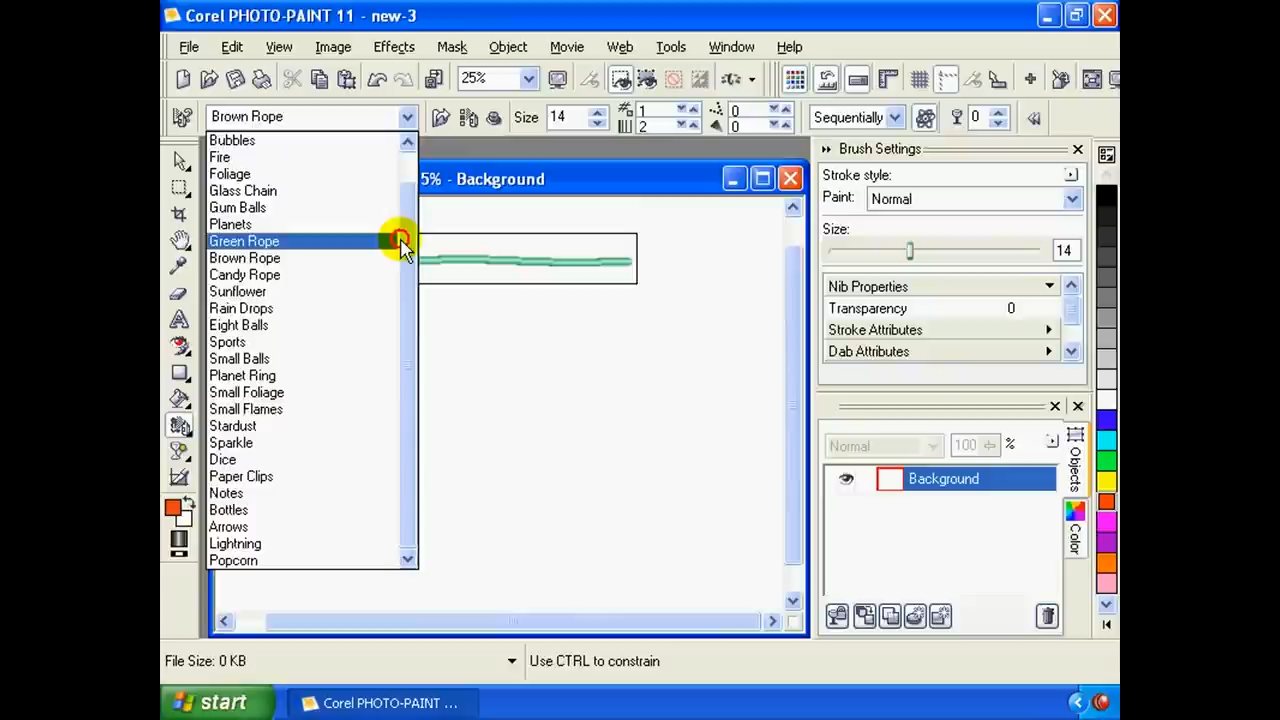 Corel PHOTO-PAINT 11 - new-3
File Edit View Image Effects Mask Object Movie Web Tools Window Help
25%
Brown Rope Size 14 1 2 0 0 Sequentially 0
Bubbles
Fire
Foliage
Glass Chain
Gum Balls
Planets
Green Rope
Brown Rope
Candy Rope
Sunflower
Rain Drops
Eight Balls
Sports
Small Balls
Planet Ring
Small Foliage
Small Flames
Stardust
Sparkle
Dice
Paper Clips
Notes
Bottles
Arrows
Lightning
Popcorn
5% - Background
Brush Settings
Stroke style:
Paint: Normal
Size:
14
Nib Properties
Transparency 0
Stroke Attributes
Dab Attributes
Normal 100 %
Background
Objects
Color
File Size: 0 KB Use CTRL to constrain
start Corel PHOTO-PAINT ...